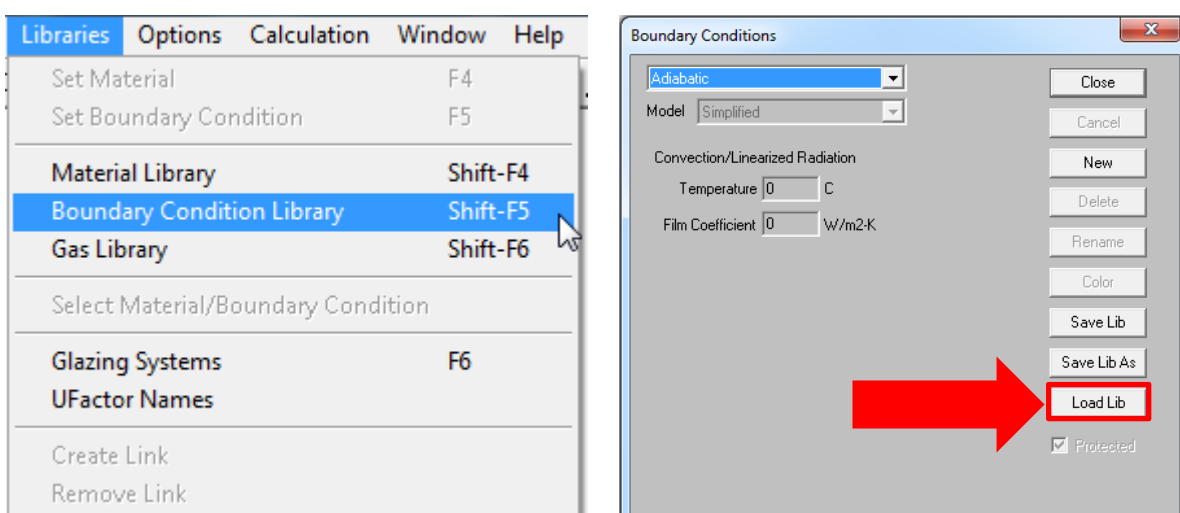 Libraries Options Calculation Window Help
Set Material F4
Set Boundary Condition F5
Material Library Shift-F4
Boundary Condition Library Shift-F5
Gas Library Shift-F6
Select Material/Boundary Condition
Glazing Systems F6
UFactor Names
Create Link
Remove Link
Boundary Conditions
Adiabatic
Close
Model Simplified
Cancel
Convection/Linearized Radiation
New
Temperature 0 C
Delete
Film Coefficient 0 W/m2-K
Rename
Color
Save Lib
Save Lib As
Load Lib
Protected